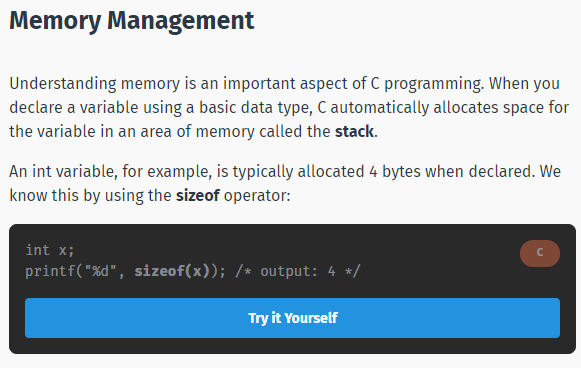 Memory Management
Understanding memory is an important aspect of C programming. When you
declare a variable using a basic data type, C automatically allocates space for
the variable in an area of memory called the stack.
An int variable, for example, is typically allocated 4 bytes when declared. We
know this by using the sizeof operator:
C
int x;
printf("%d", sizeof(x)); /* output: 4 */
Try it Yourself